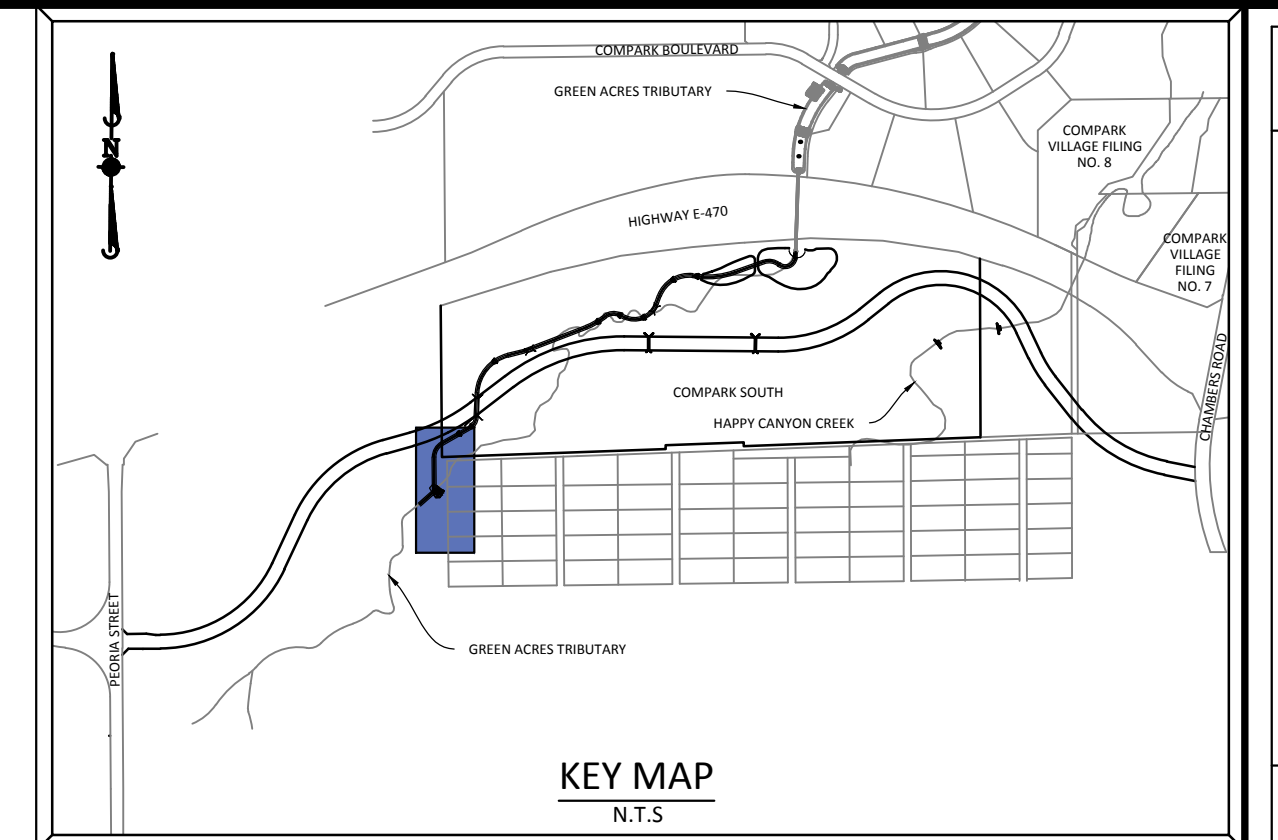 COMPARK BOULEVARD
GREEN ACRES TRIBUTARY
N
COMPARK
VILLAGE FILING
NO. 8
HIGHWAY E-470
COMPARK
VILLAGE
FILING
NO. 7
CHAMBERS ROAD
COMPARK SOUTH
HAPPY CANYON CREEK
PEORIA STREET
GREEN ACRES TRIBUTARY
KEY MAP
N.T.S